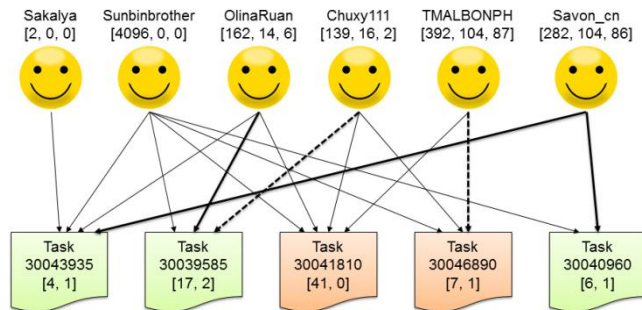 Sakalya Sunbinbrother OlinaRuan Chuxy111 TMALBONPH Savon_cn
[2, 0, 0] [4096, 0, 0] [162, 14, 6] [139, 16, 2] [392, 104, 87] [282, 104, 86]
Task Task Task Task Task
30043935 30039585 30041810 30046890 30040960
[4, 1] [17, 2] [41, 0] [7, 1] [6, 1]